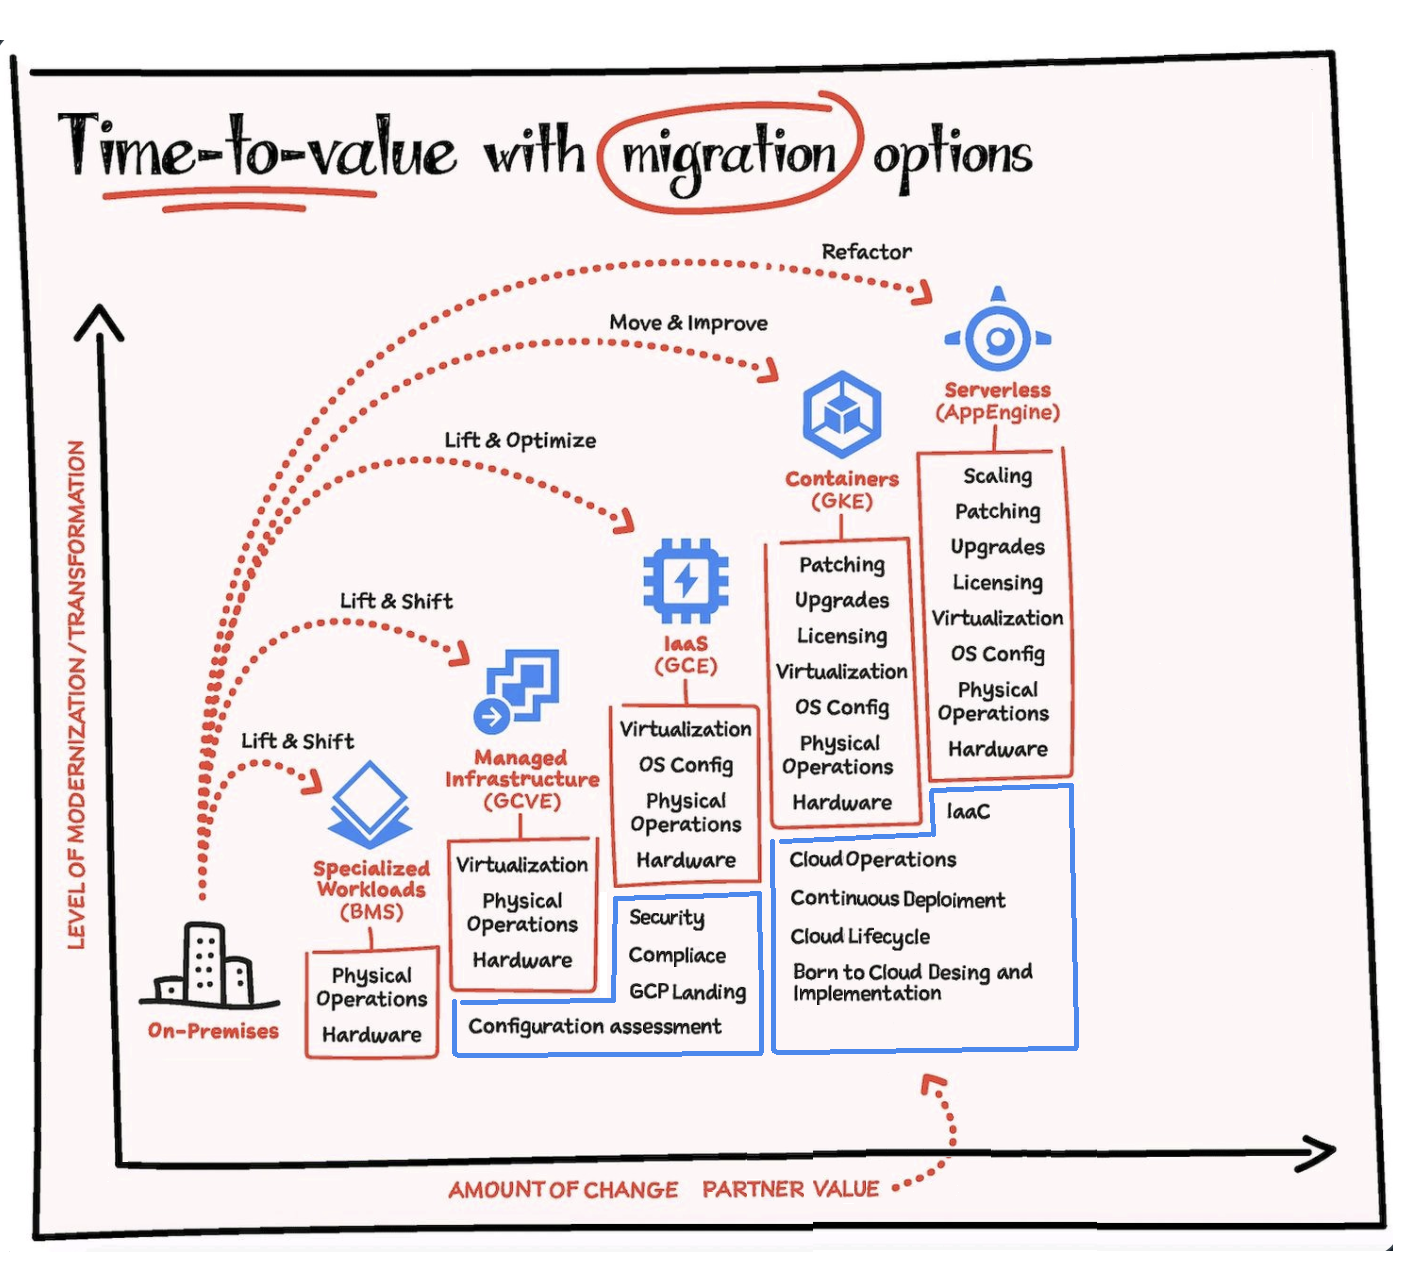 Time-to-value with migration options
Refactor
Move & Improve
Lift & Optimize
Lift & Shift
Lift & Shift
LEVEL OF MODERNIZATION / TRANSFORMATION
On-Premises
Specialized
Workloads
(BMS)
Physical
Operations
Hardware
Managed
Infrastructure
(GCVE)
Virtualization
Physical
Operations
Hardware
IaaS
(GCE)
Virtualization
OS Config
Physical
Operations
Hardware
Containers
(GKE)
Patching
Upgrades
Licensing
Virtualization
OS Config
Physical
Operations
Hardware
Serverless
(AppEngine)
Scaling
Patching
Upgrades
Licensing
Virtualization
OS Config
Physical
Operations
Hardware
Security
Compliace
GCP Landing
Configuration assessment
IaaC
Cloud Operations
Continuous Deploiment
Cloud Lifecycle
Born to Cloud Desing and
Implementation
AMOUNT OF CHANGE PARTNER VALUE